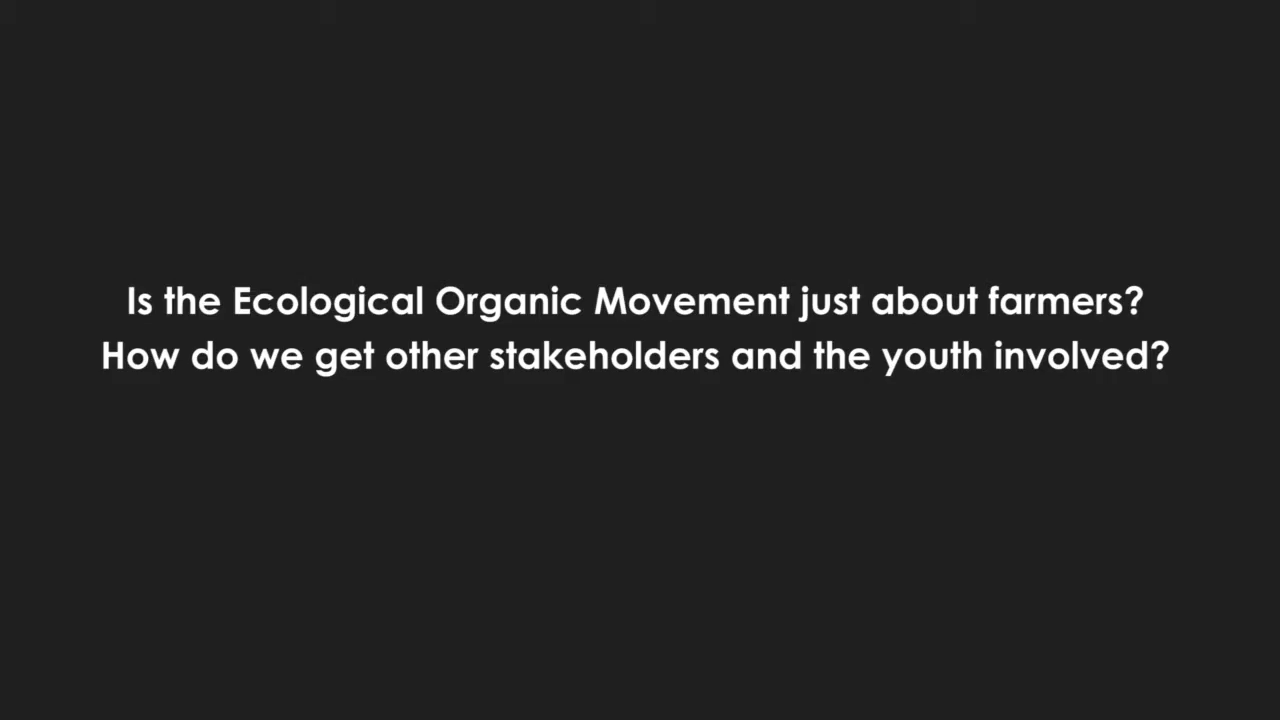 Is the Ecological Organic Movement just about farmers?
How do we get other stakeholders and the youth involved?